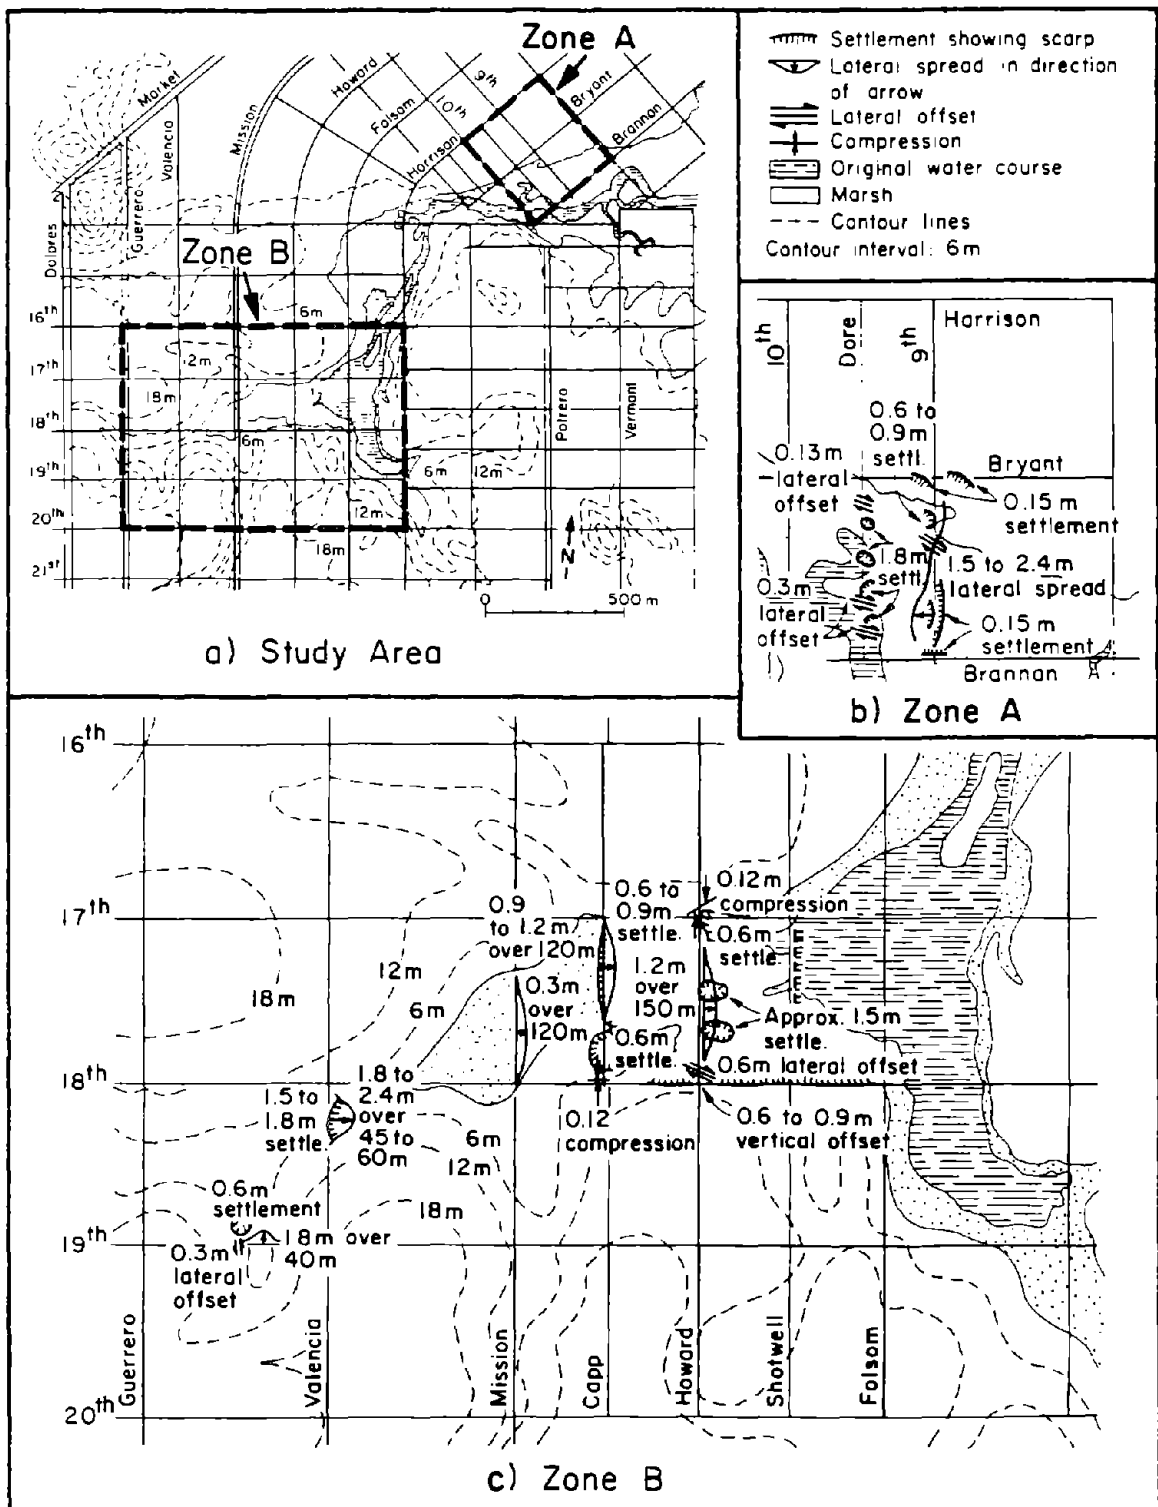 Zone A
Market
Valencia
Mission
Howard
Folsom
9th
10th
Bryant
Brannan
Harrison
Guerrero
Dolores
Zone B
16th
6m
17th
12m
18m
18th
6m
19th
6m
12m
20th
12m
18m
21st
Potrero
Vermont
N
0 500 m
a) Study Area
Settlement showing scarp
Lateral spread in direction
of arrow
Lateral offset
Compression
Original water course
Marsh
Contour lines
Contour interval: 6m
10th
Dore
9th
Harrison
0.6 to
0.9m
settl.
0.13m
lateral
offset
Bryant
0.15 m
settlement
1.8m
settl.
1.5 to 2.4m
lateral spread
0.3m
lateral
offset
0.15m
settlement
Brannan
b) Zone A
16th
17th
18th
19th
20th
0.9
to 1.2m
over 120m
0.6 to
0.9m
settle.
0.12m
compression
0.6m
settle.
12m
18m
6m
0.3m
over
120m
1.2m
over
150m
Approx. 1.5m
settle.
0.6m
settle.
0.6m lateral offset
1.5 to
1.8m
settle.
1.8 to
2.4m
over
45 to
60m
6m
12m
18m
0.12
compression
0.6 to 0.9m
vertical offset
0.6m
settlement
1.8m over
40m
0.3m
lateral
offset
Guerrero
Valencia
Mission
Capp
Howard
Shotwell
Folsom
c) Zone B